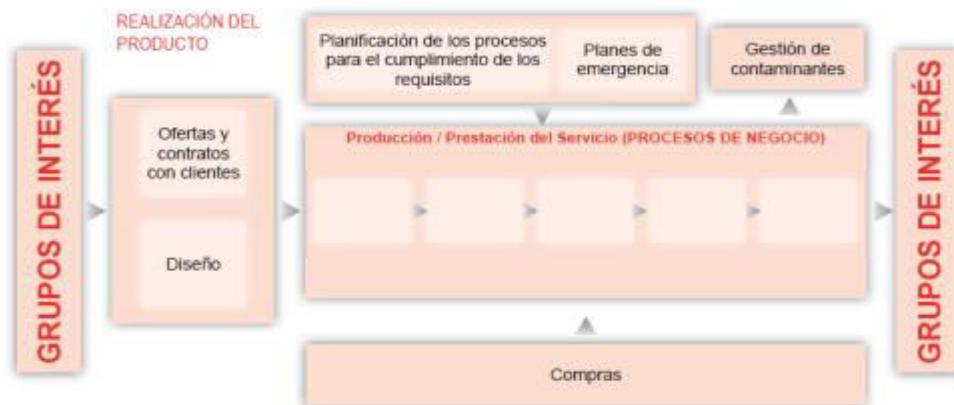 REALIZACIÓN DEL
PRODUCTO
GRUPOS DE INTERÉS
Ofertas y
contratos
con clientes
Diseño
Planificación de los procesos
para el cumplimiento de los
requisitos
Planes de
emergencia
Gestión de
contaminantes
Producción / Prestación del Servicio (PROCESOS DE NEGOCIO)
Compras
GRUPOS DE INTERÉS